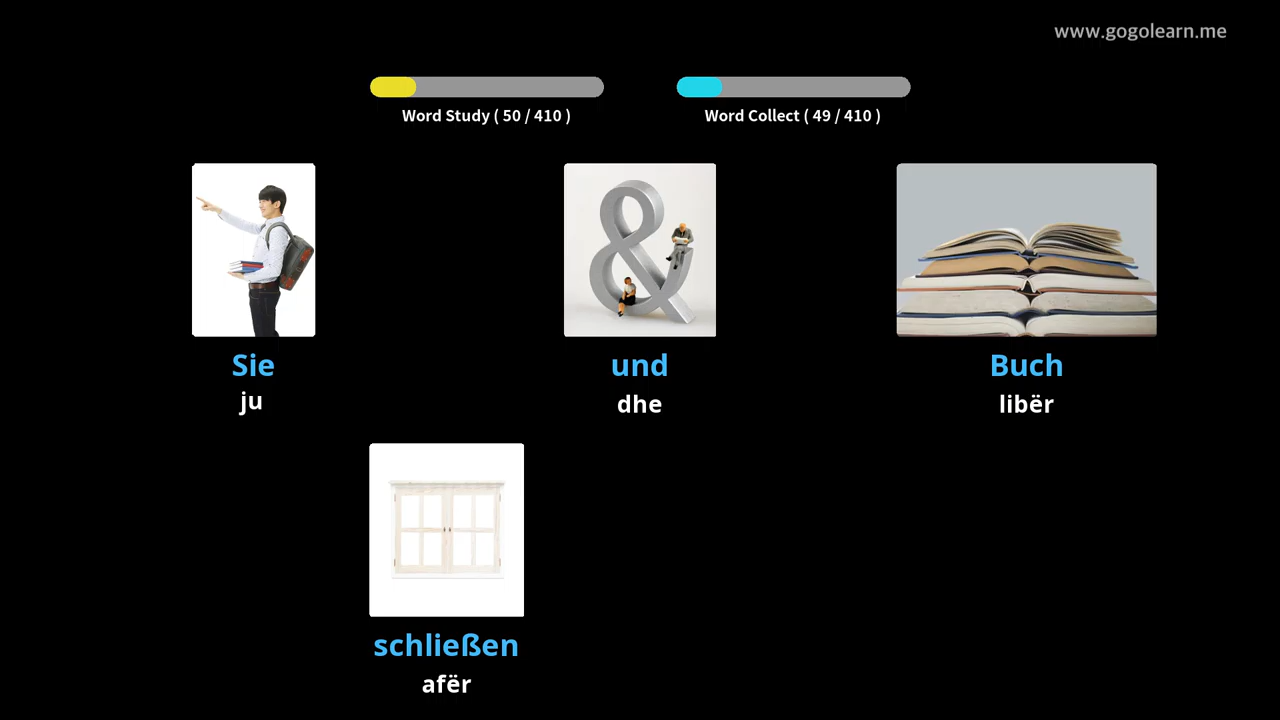 www.gogolearn.me
Word Study ( 50 / 410 )
Word Collect ( 49 / 410 )
Sie
ju
und
dhe
Buch
libër
schließen
afër